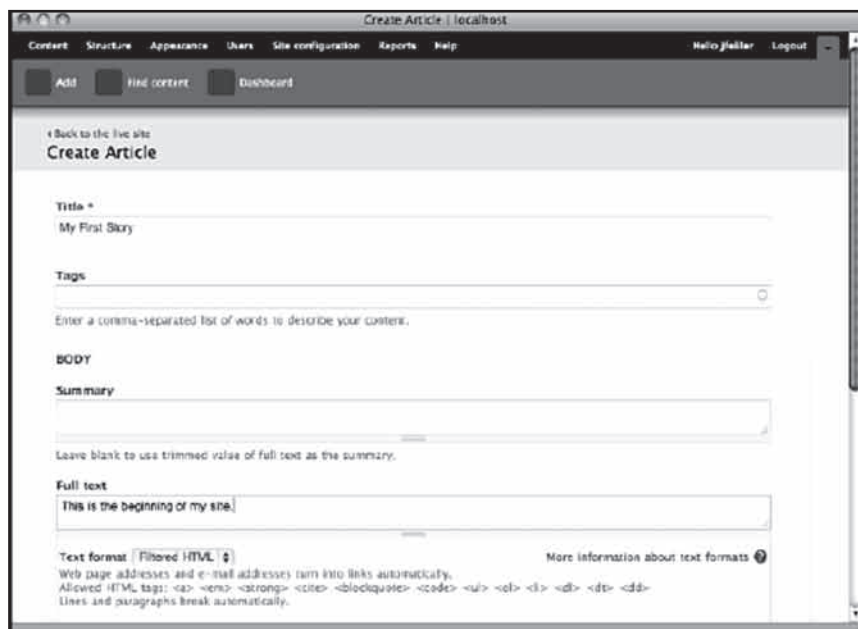 Create Article | localhost
Content Structure Appearance Users Site configuration Reports Help Hello jfeiler Logout
Add Find content Dashboard
Back to the live site
Create Article
Title *
My First Story
Tags
Enter a comma-separated list of words to describe your content.
BODY
Summary
Leave blank to use trimmed value of full text as the summary.
Full text
This is the beginning of my site.
Text format Filtered HTML More information about text formats ?
Web page addresses and e-mail addresses turn into links automatically.
Allowed HTML tags: <a> <em> <strong> <cite> <blockquote> <code> <ul> <ol> <li> <dl> <dt> <dd>
Lines and paragraphs break automatically.